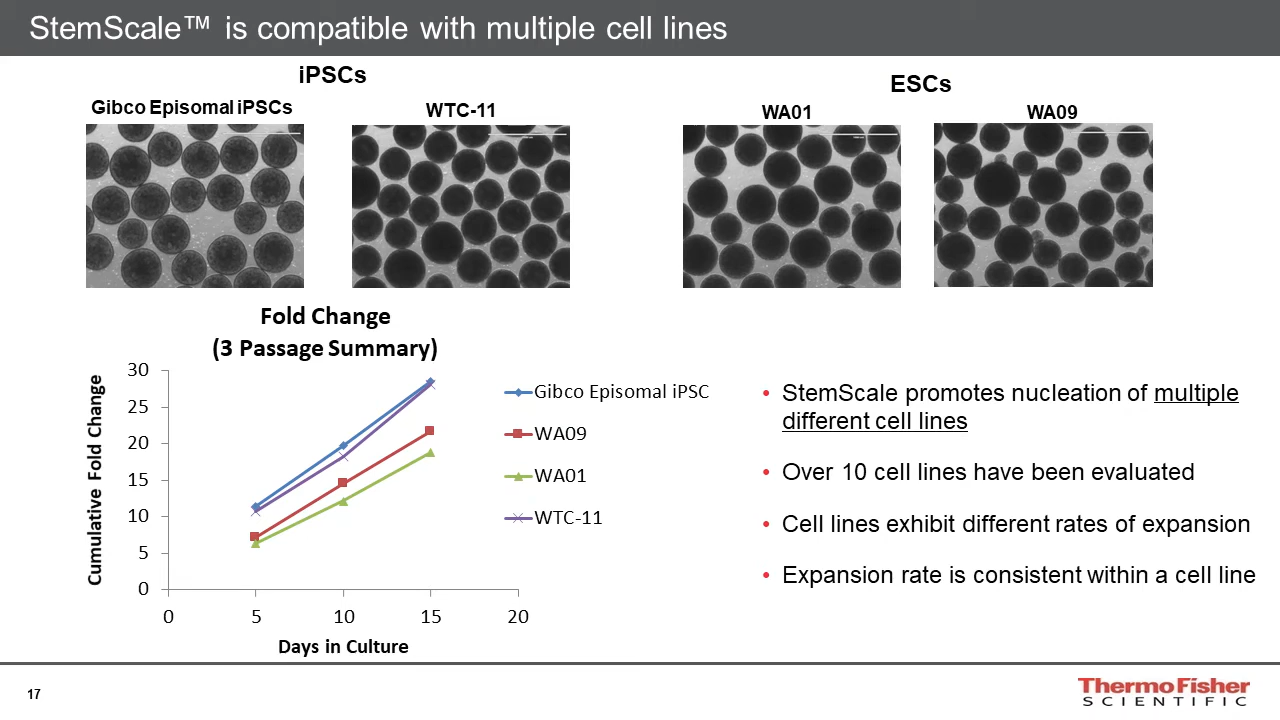 StemScale™ is compatible with multiple cell lines
iPSCs
ESCs
Gibco Episomal iPSCs
WTC-11
WA01
WA09
Fold Change
(3 Passage Summary)
Cumulative Fold Change
30
25
20
15
10
5
0
0 5 10 15 20
Days in Culture
Gibco Episomal iPSC
WA09
WA01
WTC-11
• StemScale promotes nucleation of multiple
different cell lines
• Over 10 cell lines have been evaluated
• Cell lines exhibit different rates of expansion
• Expansion rate is consistent within a cell line
17
ThermoFisher
SCIENTIFIC